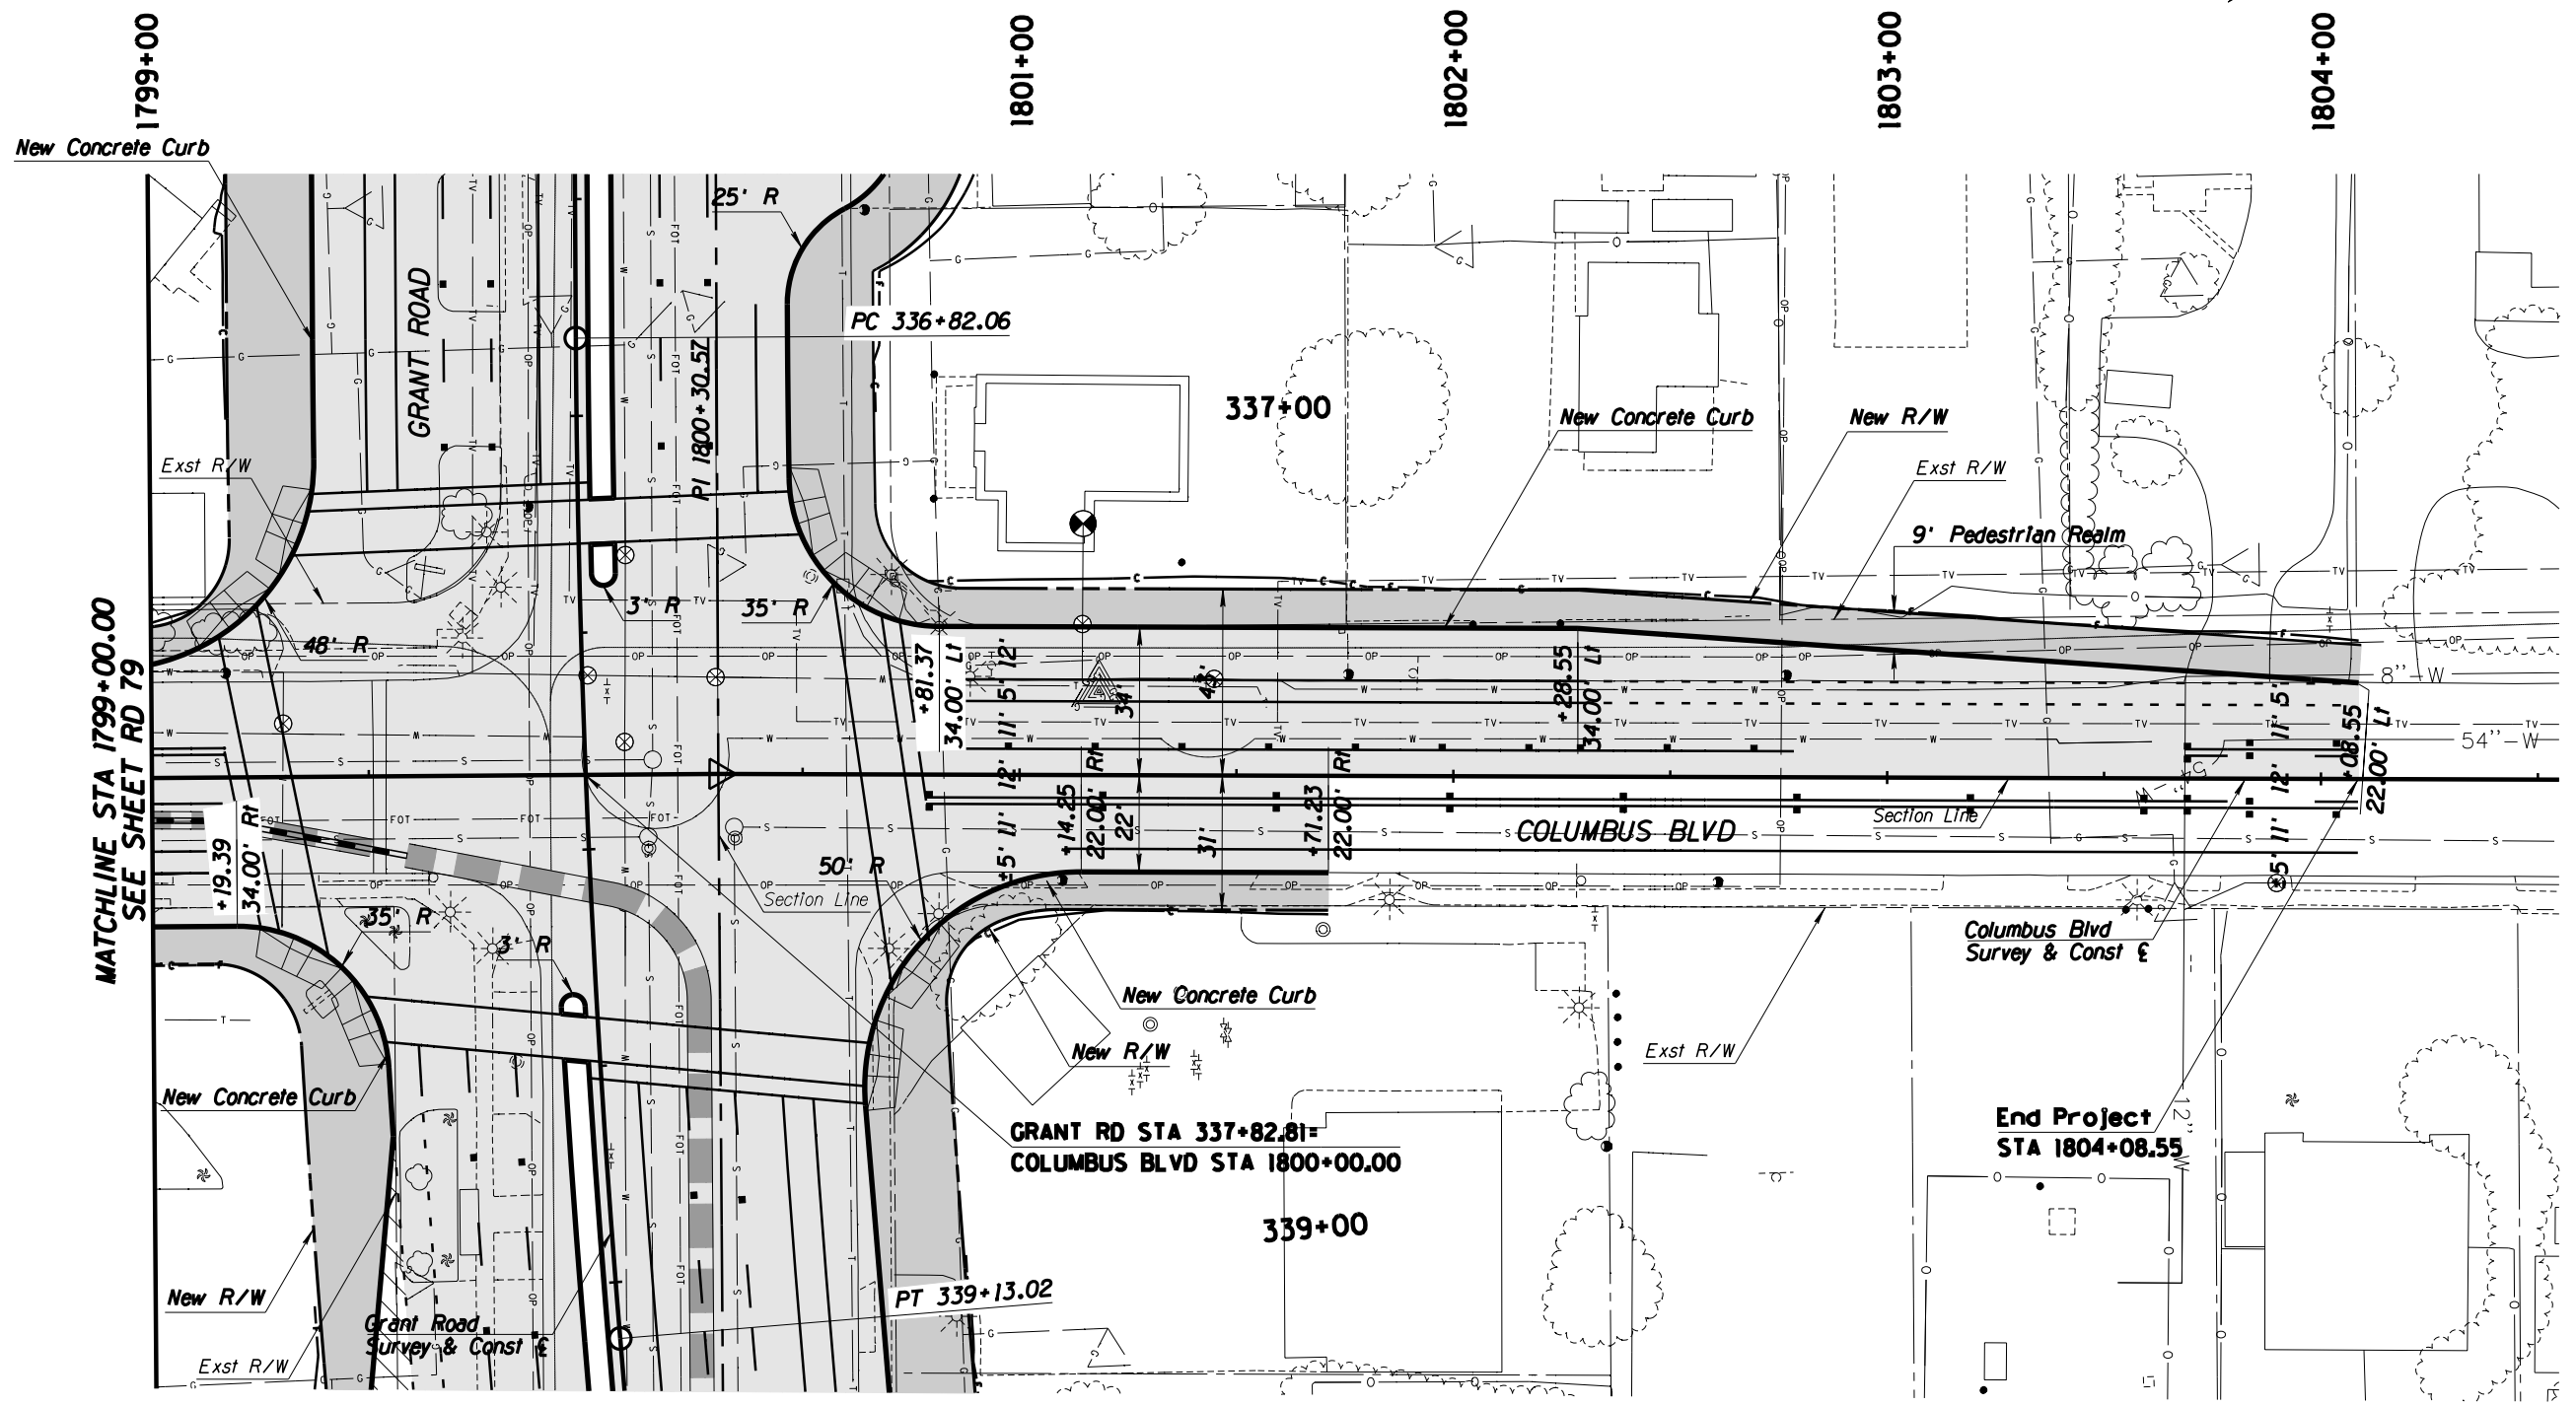 1799+00
1801+00
1802+00
1803+00
1804+00
New Concrete Curb
25' R
GRANT ROAD
PC 336+82.06
PI 1800+30.57
337+00
New Concrete Curb
New R/W
Exst R/W
Exst R/W
9' Pedestrian Realm
MATCHLINE STA 1799+00.00
SEE SHEET RD 79
3' R
35' R
48' R
+81.37
34.00' Lt
12'
5'
11'
12'
11'
5'
34'
+28.55
34.00' Lt
8'' W
54''-W
5'
11'
12'
11'
5'
+08.55
22.00' Lt
+19.39
34.00' Rt
+14.25
22.00' Rt
22'
31'
+71.23
22.00' Rt
COLUMBUS BLVD
Section Line
50' R
Section Line
35' R
3' R
Columbus Blvd
Survey & Const ℄
New Concrete Curb
New R/W
Exst R/W
New Concrete Curb
12'' W
End Project
STA 1804+08.55
GRANT RD STA 337+82.81=
COLUMBUS BLVD STA 1800+00.00
339+00
New R/W
PT 339+13.02
Grant Road
Survey & Const ℄
Exst R/W